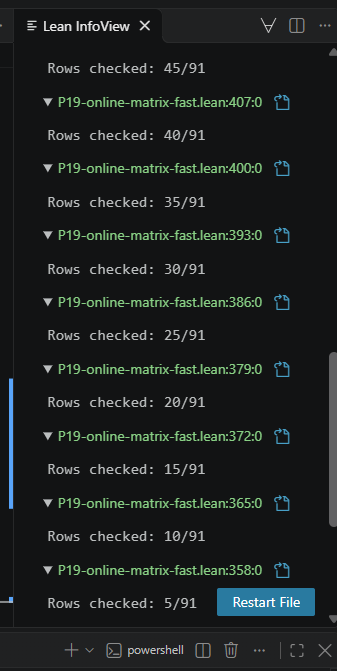 Lean InfoView
Rows checked: 45/91
P19-online-matrix-fast.lean:407:0
Rows checked: 40/91
P19-online-matrix-fast.lean:400:0
Rows checked: 35/91
P19-online-matrix-fast.lean:393:0
Rows checked: 30/91
P19-online-matrix-fast.lean:386:0
Rows checked: 25/91
P19-online-matrix-fast.lean:379:0
Rows checked: 20/91
P19-online-matrix-fast.lean:372:0
Rows checked: 15/91
P19-online-matrix-fast.lean:365:0
Rows checked: 10/91
P19-online-matrix-fast.lean:358:0
Rows checked: 5/91
Restart File
powershell